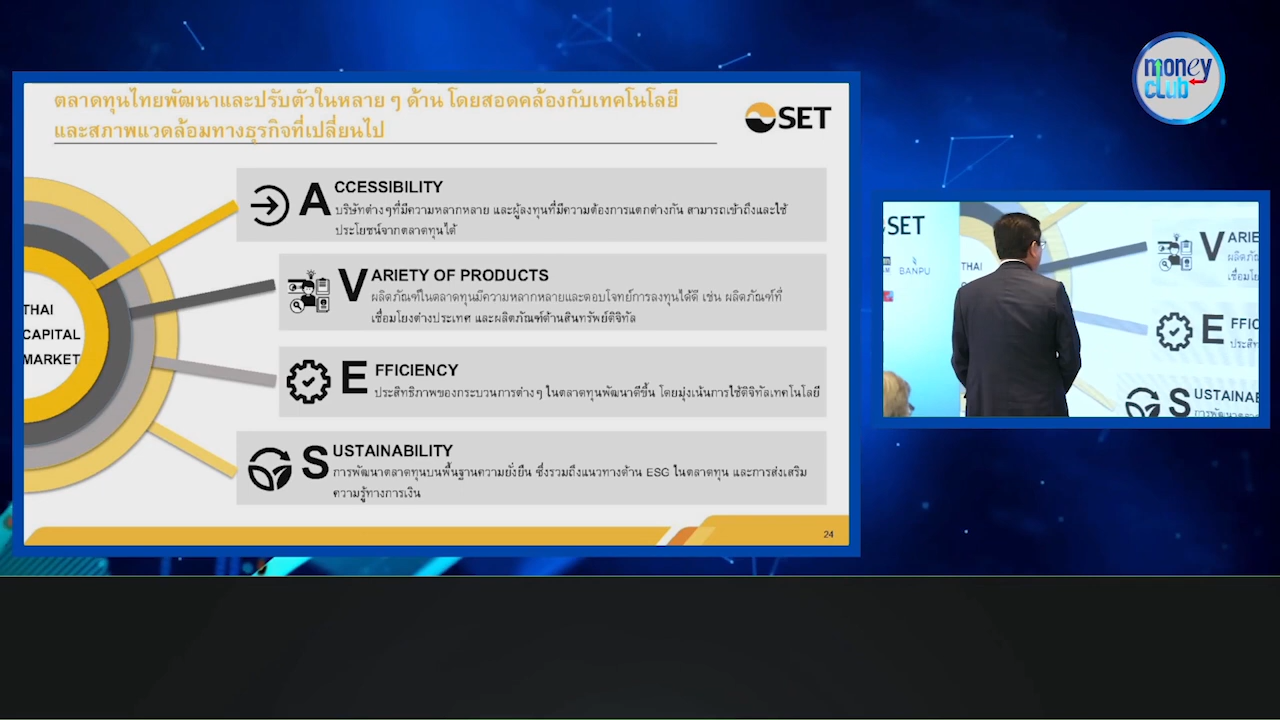 ตลาดทุนไทยพัฒนาและปรับตัวในหลาย ๆ ด้าน โดยสอดคล้องกับเทคโนโลยี
และสภาพแวดล้อมทางธุรกิจที่เปลี่ยนไป
SET
THAI
CAPITAL
MARKET
ACCESSIBILITY
บริษัทต่างๆที่มีความหลากหลาย และผู้ลงทุนที่มีความต้องการแตกต่างกัน สามารถเข้าถึงและใช้
ประโยชน์จากตลาดทุนได้
VARIETY OF PRODUCTS
ผลิตภัณฑ์ในตลาดทุนมีความหลากหลายและตอบโจทย์การลงทุนได้ดี เช่น ผลิตภัณฑ์ที่
เชื่อมโยงต่างประเทศ และผลิตภัณฑ์ด้านสินทรัพย์ดิจิทัล
EFFICIENCY
ประสิทธิภาพของกระบวนการต่างๆ ในตลาดทุนพัฒนาดีขึ้น โดยมุ่งเน้นการใช้ดิจิทัลเทคโนโลยี
SUSTAINABILITY
การพัฒนาตลาดทุนบนพื้นฐานความยั่งยืน ซึ่งรวมถึงแนวทางด้าน ESG ในตลาดทุน และการส่งเสริม
ความรู้ทางการเงิน
24
money
club
SET
BANPU
THAI
VARIE
ผลิตภัณ
เชื่อมโย
EFFIC
ประสิท
SUSTAINAB